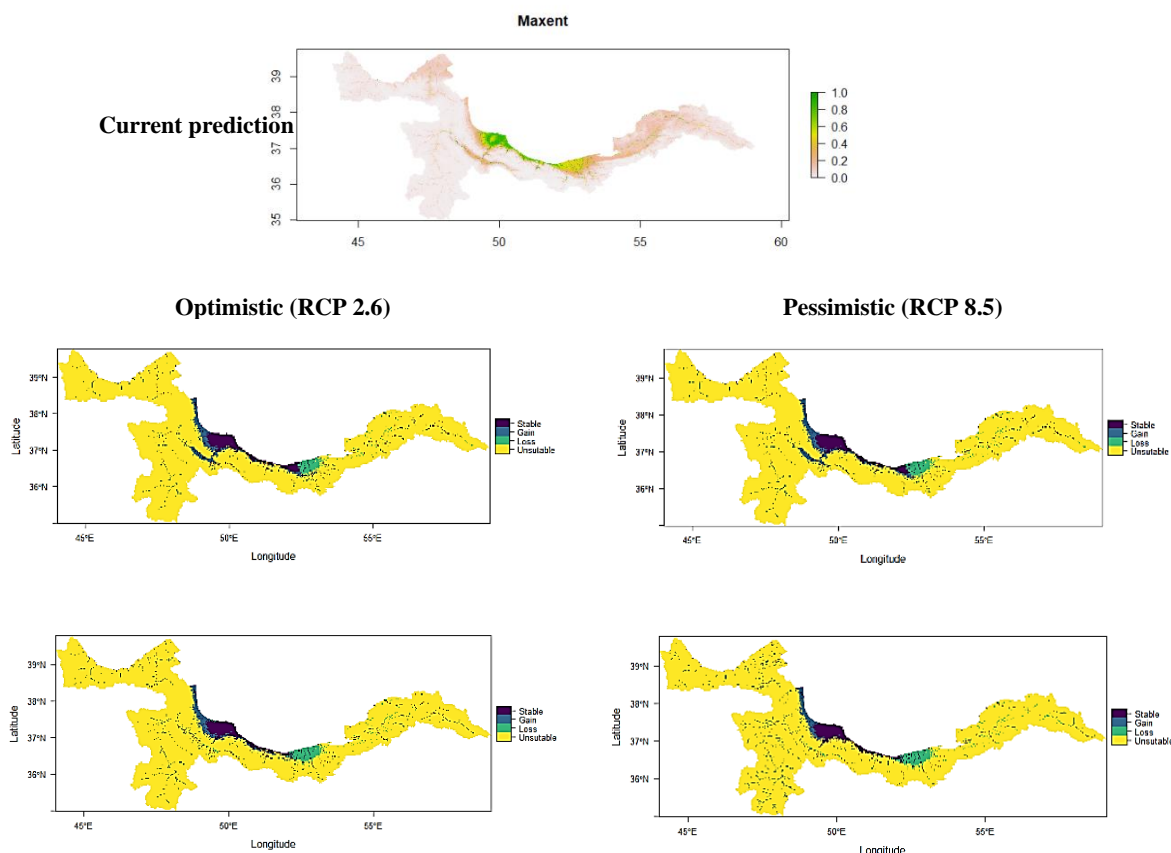 Maxent
Current prediction
39
38
37
36
35
45
50
55
60
1.0
0.8
0.6
0.4
0.2
0.0
Optimistic (RCP 2.6)
Pessimistic (RCP 8.5)
Latitude
39°N
38°N
37°N
36°N
45°E
50°E
55°E
Longitude
Stable
Gain
Loss
Unsutable
Latitude
39°N
38°N
37°N
36°N
45°E
50°E
55°E
Longitude
Stable
Gain
Loss
Unsutable
Latitude
39°N
38°N
37°N
36°N
45°E
50°E
55°E
Longitude
Stable
Gain
Loss
Unsutable
Latitude
39°N
38°N
37°N
36°N
45°E
50°E
55°E
Longitude
Stable
Gain
Loss
Unsutable